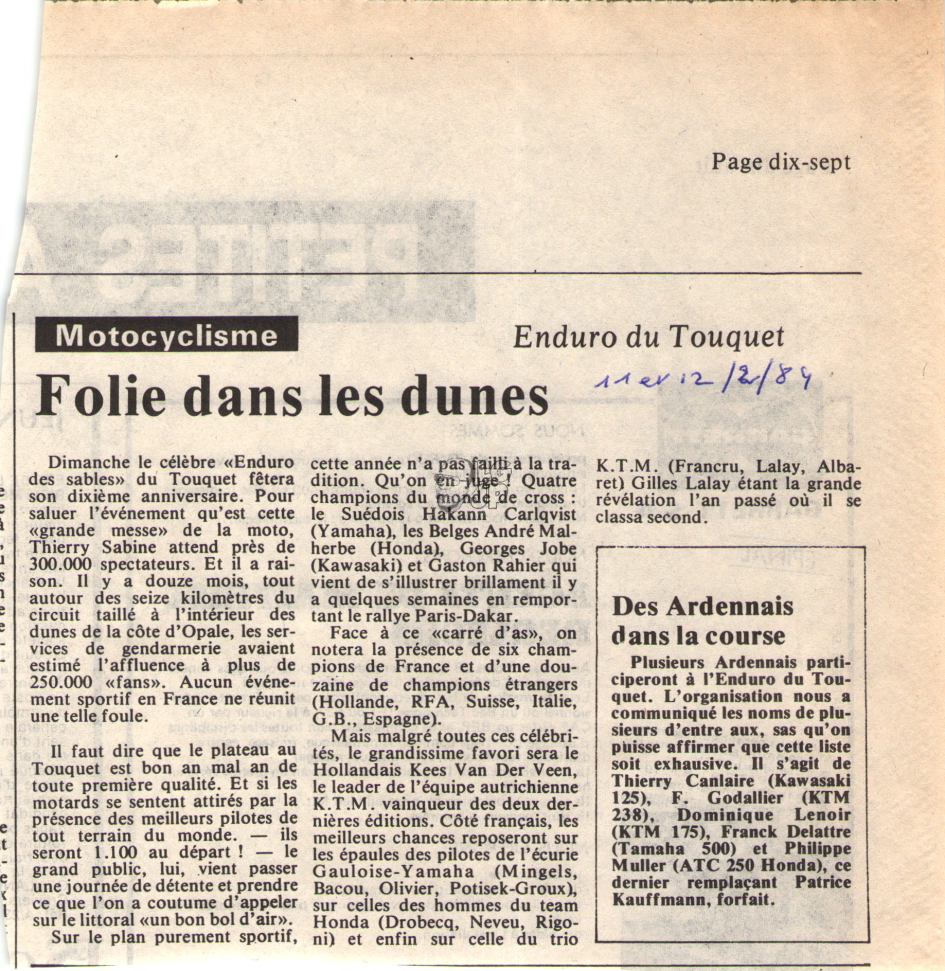 Page dix-sept
Motocyclisme
Enduro du Touquet
Folie dans les dunes
11 et 12/2/84
Dimanche le célèbre «Enduro
des sables» du Touquet fêtera
son dixième anniversaire. Pour
saluer l'événement qu'est cette
«grande messe» de la moto,
Thierry Sabine attend près de
300.000 spectateurs. Et il a rai-
son. Il y a douze mois, tout
autour des seize kilomètres du
circuit taillé à l'intérieur des
dunes de la côte d'Opale, les ser-
vices de gendarmerie avaient
estimé l'affluence à plus de
250.000 «fans». Aucun événe-
ment sportif en France ne réunit
une telle foule.
Il faut dire que le plateau au
Touquet est bon an mal an de
toute première qualité. Et si les
motards se sentent attirés par la
présence des meilleurs pilotes de
tout terrain du monde. — ils
seront 1.100 au départ ! — le
grand public, lui, vient passer
une journée de détente et prendre
ce que l'on a coutume d'appeler
sur le littoral «un bon bol d'air».
Sur le plan purement sportif,
cette année n'a pas failli à la tra-
dition. Qu'on en juge ! Quatre
champions du monde de cross :
le Suédois Hakann Carlqvist
(Yamaha), les Belges André Mal-
herbe (Honda), Georges Jobe
(Kawasaki) et Gaston Rahier qui
vient de s'illustrer brillament il y
a quelques semaines en rempor-
tant le rallye Paris-Dakar.
Face à ce «carré d'as», on
notera la présence de six cham-
pions de France et d'une dou-
zaine de champions étrangers
(Hollande, RFA, Suisse, Italie,
G.B., Espagne).
Mais malgré toutes ces célébri-
tés, le grandissime favori sera le
Hollandais Kees Van Der Veen,
le leader de l'équipe autrichienne
K.T.M. vainqueur des deux der-
nières éditions. Côté français, les
meilleurs chances reposeront sur
les épaules des pilotes de l'écurie
Gauloise-Yamaha (Mingels,
Bacou, Olivier, Potisek-Groux),
sur celles des hommes du team
Honda (Drobecq, Neveu, Rigo-
ni) et enfin sur celle du trio
K.T.M. (Francru, Lalay, Alba-
ret) Gilles Lalay étant la grande
révélation l'an passé où il se
classa second.
Des Ardennais
dans la course
Plusieurs Ardennais parti-
ciperont à l'Enduro du Tou-
quet. L'organisation nous a
communiqué les noms de plu-
sieurs d'entre aux, sas qu'on
puisse affirmer que cette liste
soit exhausive. Il s'agit de
Thierry Canlaire (Kawasaki
125), F. Godallier (KTM
238), Dominique Lenoir
(KTM 175), Franck Delattre
(Tamaha 500) et Philippe
Muller (ATC 250 Honda), ce
dernier remplaçant Patrice
Kauffmann, forfait.